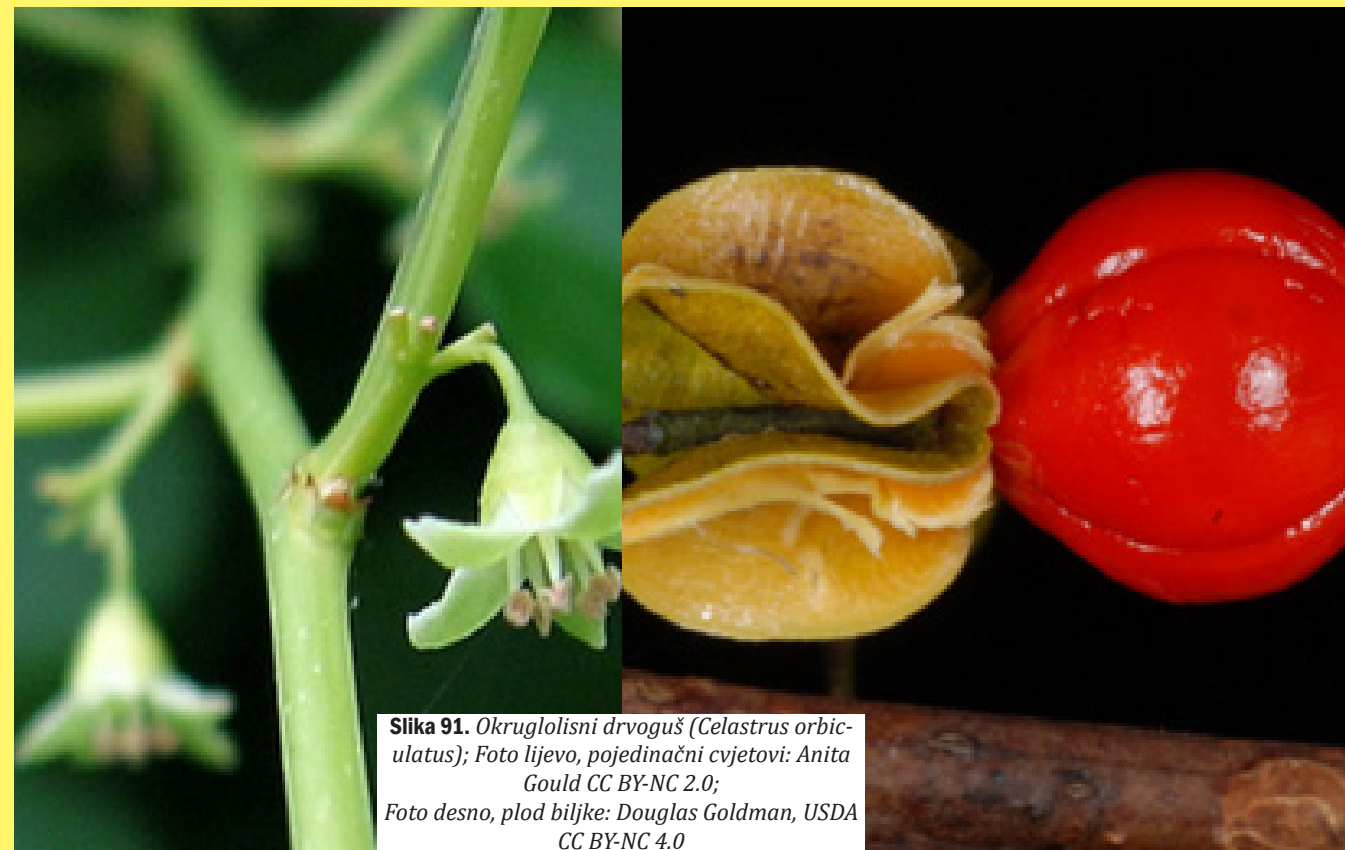 Slika 91. Okruglolisni drvoguš (Celastrus orbic-
ulatus); Foto lijevo, pojedinačni cvjetovi: Anita
Gould CC BY-NC 2.0;
Foto desno, plod biljke: Douglas Goldman, USDA
CC BY-NC 4.0